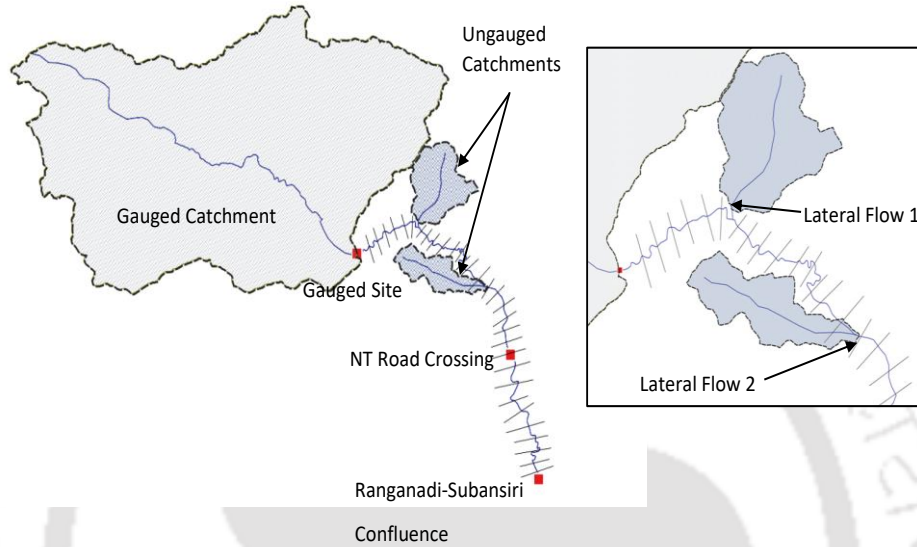 Ungauged
Catchments
Gauged Catchment
Lateral Flow 1
Gauged Site
NT Road Crossing
Lateral Flow 2
Ranganadi-Subansiri
Confluence